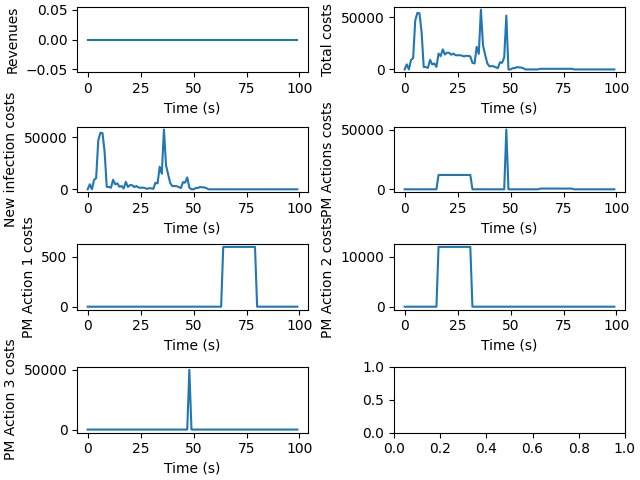 Revenues
0.05
0.00
−0.05
0 25 50 75 100
Time (s)
Total costs
50000
0
0 25 50 75 100
Time (s)
New infection costs
50000
0
0 25 50 75 100
Time (s)
PM Actions costs
50000
0
0 25 50 75 100
Time (s)
PM Action 1 costs
500
0
0 25 50 75 100
Time (s)
PM Action 2 costs
10000
0
0 25 50 75 100
Time (s)
PM Action 3 costs
50000
0
0 25 50 75 100
Time (s)
1.0
0.5
0.0
0.0 0.2 0.4 0.6 0.8 1.0